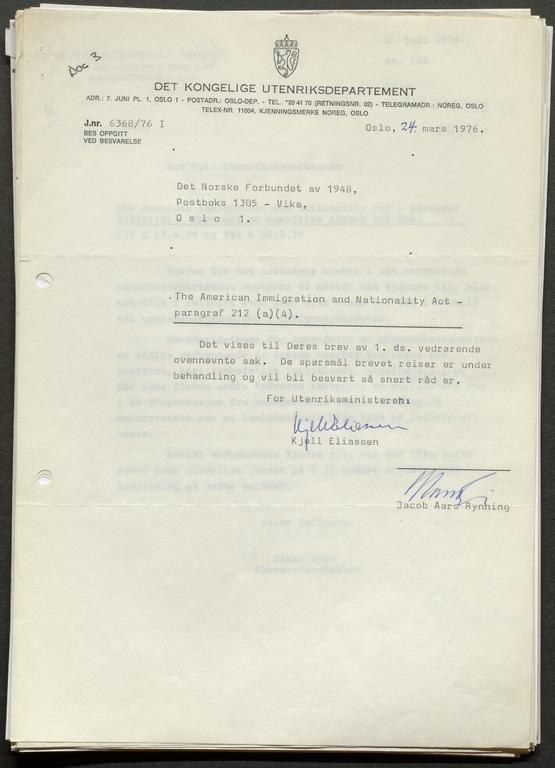 Doc 3
DET KONGELIGE UTENRIKSDEPARTEMENT
ADR.: 7. JUNI PL. 1, OSLO 1 - POSTADR.: OSLO-DEP. - TEL. *20 41 70 (RETNINGSNR. 02) - TELEGRAMADR.: NOREG, OSLO
TELEX-NR. 11004, KJENNINGSMERKE NOREG, OSLO
J.nr. 6368/76 I
BES OPPGITT
VED BESVARELSE
Oslo, 24. mars 1976.
Det Norske Forbundet av 1948,
Postboks 1385 - Vika,
O s l o 1.
The American Immigration and Nationality Act -
paragraf 212 (a)(4).
Det vises til Deres brev av 1. ds. vedrørende
ovennevnte sak. De spørsmål brevet reiser er under
behandling og vil bli besvart så snart råd er.
For Utenriksministeren:
Kjell Eliassen
Kjell Eliassen
Jacob Aars Rynning